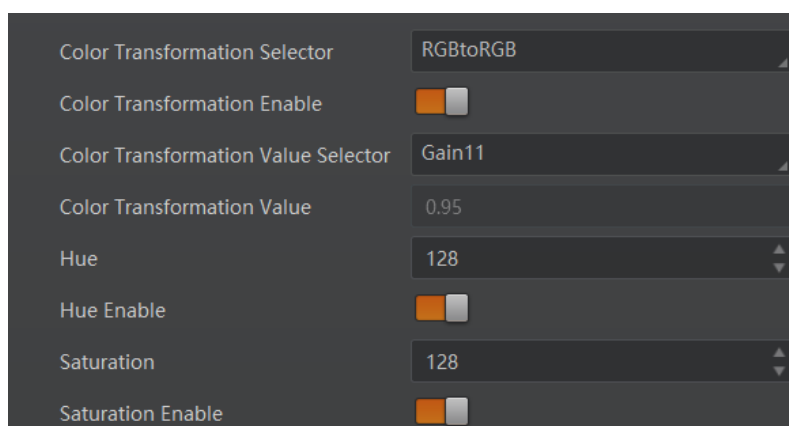 Color Transformation Selector RGBtoRGB
Color Transformation Enable
Color Transformation Value Selector Gain11
Color Transformation Value 0.95
Hue 128
Hue Enable
Saturation 128
Saturation Enable